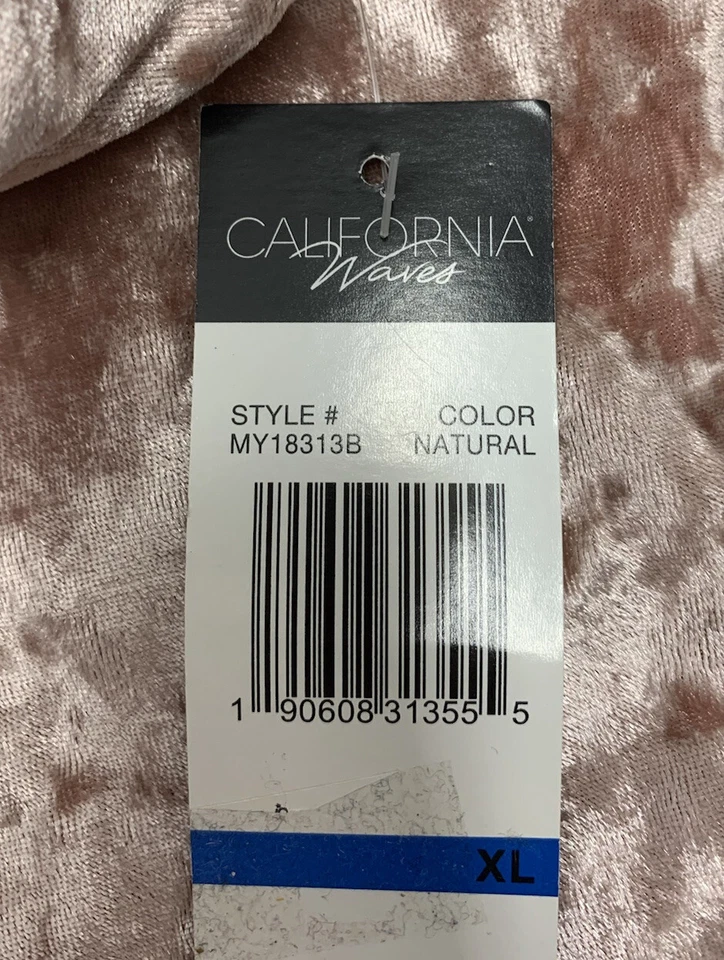 CALIFORNIA®
Waves
STYLE # COLOR
MY18313B NATURAL
1 90608 31355 5
XL